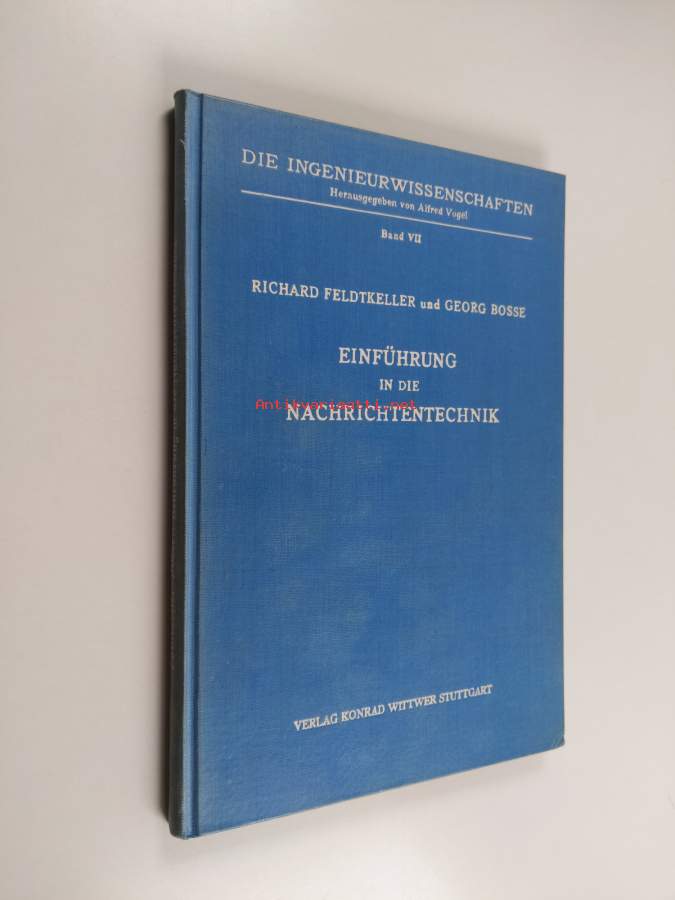 DIE INGENIEURWISSENSCHAFTEN
Herausgegeben von Alfred Vogel
Band VII
RICHARD FELDTKELLER und GEORG BOSSE
EINFÜHRUNG
IN DIE
Antikvariaatti.net
NACHRICHTENTECHNIK
VERLAG KONRAD WITTWER STUTTGART